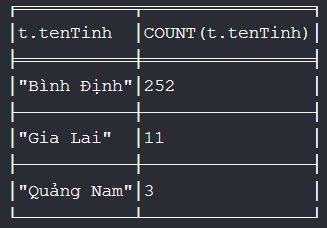 t.tenTinh COUNT(t.tenTinh)
"Bình Định" 252
"Gia Lai" 11
"Quảng Nam" 3